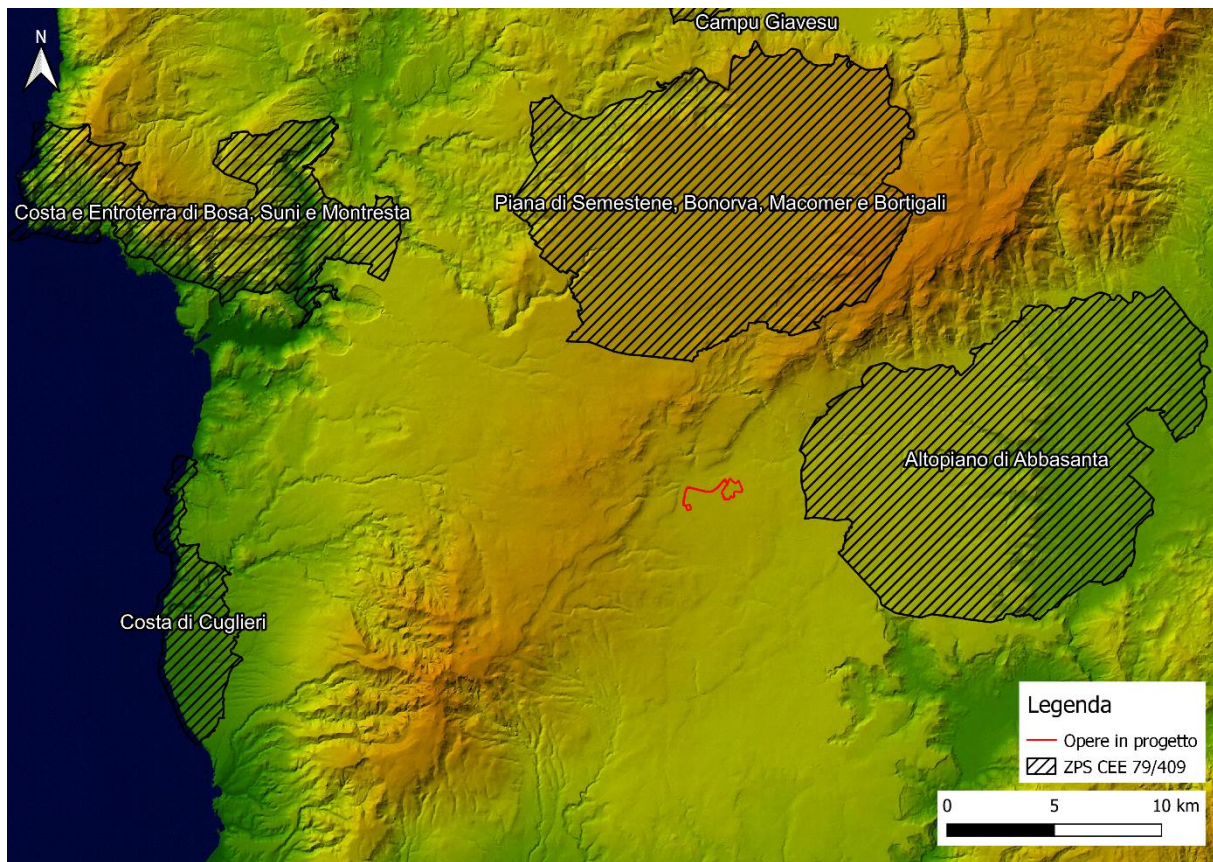 Campu Giavesu
N
Costa e Entroterra di Bosa, Suni e Montresta
Piana di Semestene, Bonorva, Macomer e Bortigali
Altopiano di Abbasanta
Costa di Cuglieri
Legenda
Opere in progetto
ZPS CEE 79/409
0 5 10 km